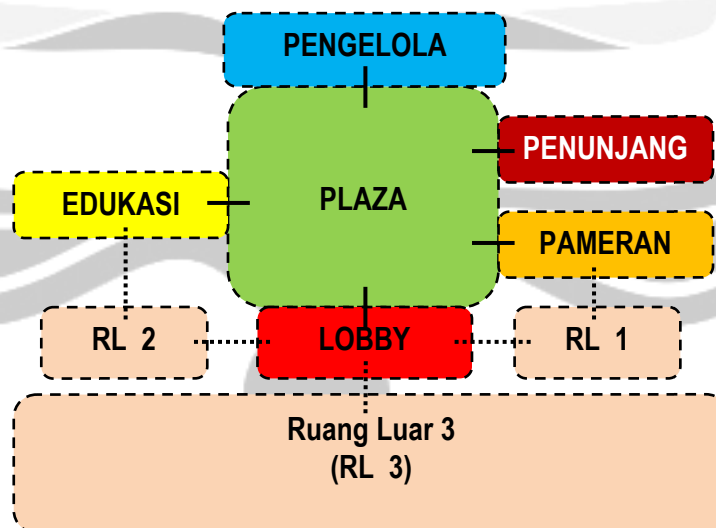 PENGELOLA
PENUNJANG
EDUKASI
PLAZA
PAMERAN
RL 2
LOBBY
RL 1
Ruang Luar 3
(RL 3)